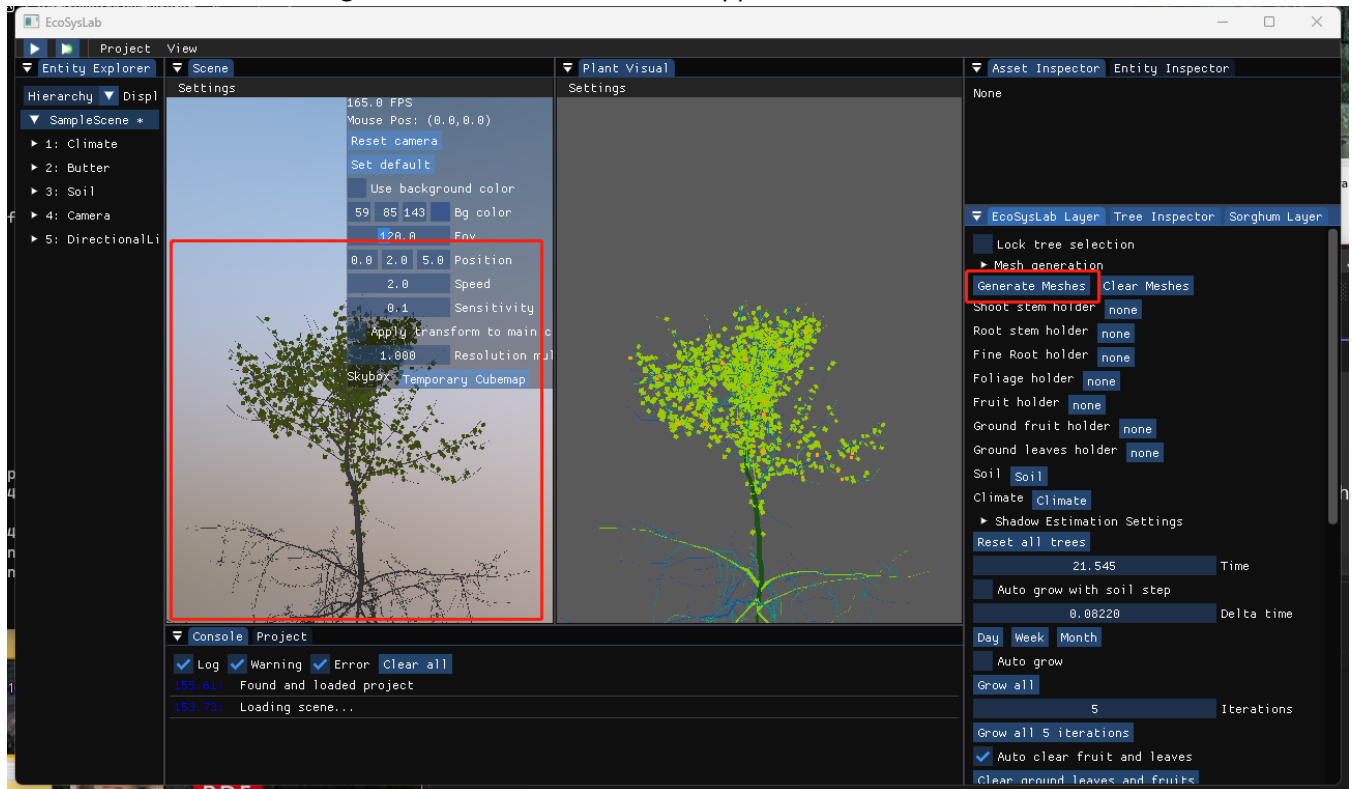 EcoSysLab
Project View
Entity Explorer
Hierarchy Displ
SampleScene *
1: Climate
2: Butter
3: Soil
4: Camera
5: DirectionalLi
Scene
Settings
165.0 FPS
Mouse Pos: (0.0,0.0)
Reset camera
Set default
Use background color
59 85 143 Bg color
120.0 Env
0.0 2.0 5.0 Position
2.0 Speed
0.1 Sensitivity
Apply transform to main c
1.000 Resolution mul
Skybox Temporary Cubemap
Plant Visual
Settings
Console Project
Log Warning Error Clear all
Found and loaded project
Loading scene...
Asset Inspector Entity Inspector
None
EcoSysLab Layer Tree Inspector Sorghum Layer
Lock tree selection
Mesh generation
Generate Meshes Clear Meshes
Shoot stem holder none
Root stem holder none
Fine Root holder none
Foliage holder none
Fruit holder none
Ground fruit holder none
Ground leaves holder none
Soil Soil
Climate Climate
Shadow Estimation Settings
Reset all trees
21.545 Time
Auto grow with soil step
0.08220 Delta time
Day Week Month
Auto grow
Grow all
5 Iterations
Grow all 5 iterations
Auto clear fruit and leaves
Clear ground leaves and fruits